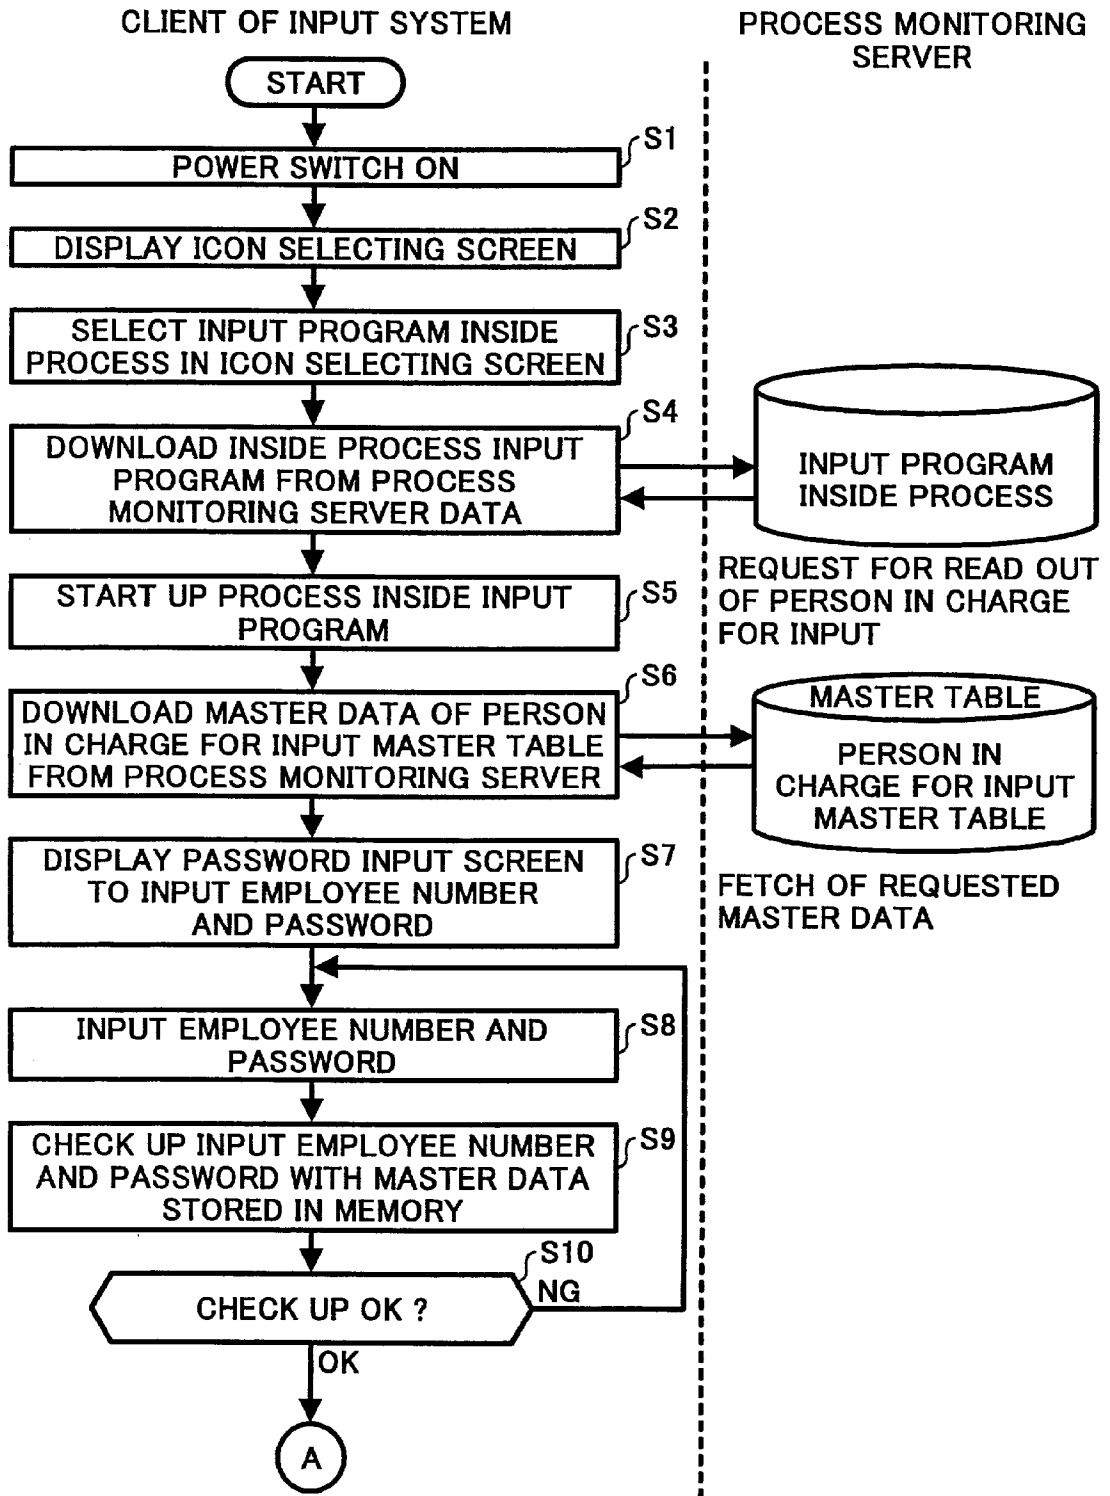 CLIENT OF INPUT SYSTEM
PROCESS MONITORING
SERVER
START
S1
POWER SWITCH ON
S2
DISPLAY ICON SELECTING SCREEN
S3
SELECT INPUT PROGRAM INSIDE
PROCESS IN ICON SELECTING SCREEN
S4
DOWNLOAD INSIDE PROCESS INPUT
PROGRAM FROM PROCESS
MONITORING SERVER DATA
INPUT PROGRAM
INSIDE PROCESS
REQUEST FOR READ OUT
OF PERSON IN CHARGE
FOR INPUT
S5
START UP PROCESS INSIDE INPUT
PROGRAM
S6
DOWNLOAD MASTER DATA OF PERSON
IN CHARGE FOR INPUT MASTER TABLE
FROM PROCESS MONITORING SERVER
MASTER TABLE
PERSON IN
CHARGE FOR INPUT
MASTER TABLE
FETCH OF REQUESTED
MASTER DATA
S7
DISPLAY PASSWORD INPUT SCREEN
TO INPUT EMPLOYEE NUMBER
AND PASSWORD
S8
INPUT EMPLOYEE NUMBER AND
PASSWORD
S9
CHECK UP INPUT EMPLOYEE NUMBER
AND PASSWORD WITH MASTER DATA
STORED IN MEMORY
S10
CHECK UP OK ?
NG
OK
A